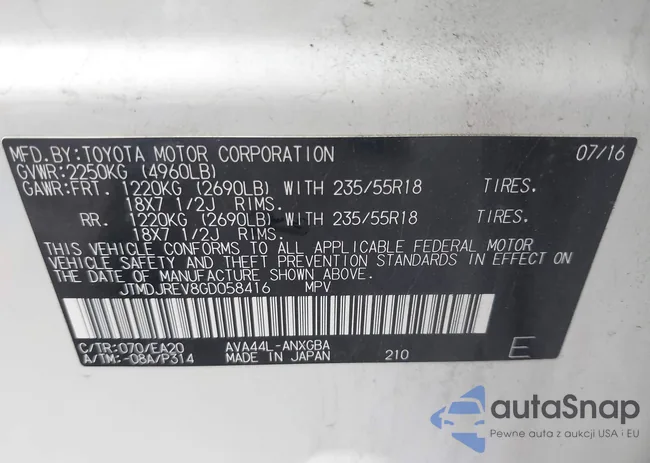 MFD.BY:TOYOTA MOTOR CORPORATION 07/16
GVWR:2250KG (4960LB)
GAWR:FRT. 1220KG (2690LB) WITH 235/55R18 TIRES.
18X7 1/2J RIMS.
RR. 1220KG (2690LB) WITH 235/55R18 TIRES.
18X7 1/2J RIMS.
THIS VEHICLE CONFORMS TO ALL APPLICABLE FEDERAL MOTOR
VEHICLE SAFETY AND THEFT PREVENTION STANDARDS IN EFFECT ON
THE DATE OF MANUFACTURE SHOWN ABOVE.
JTMDJREV8GD058416 MPV
C/TR:070/EA20 AVA44L-ANXGBA
A/TM:-08A/P314 MADE IN JAPAN 210 E
autaSnap
Pewne auta z aukcji USA i EU